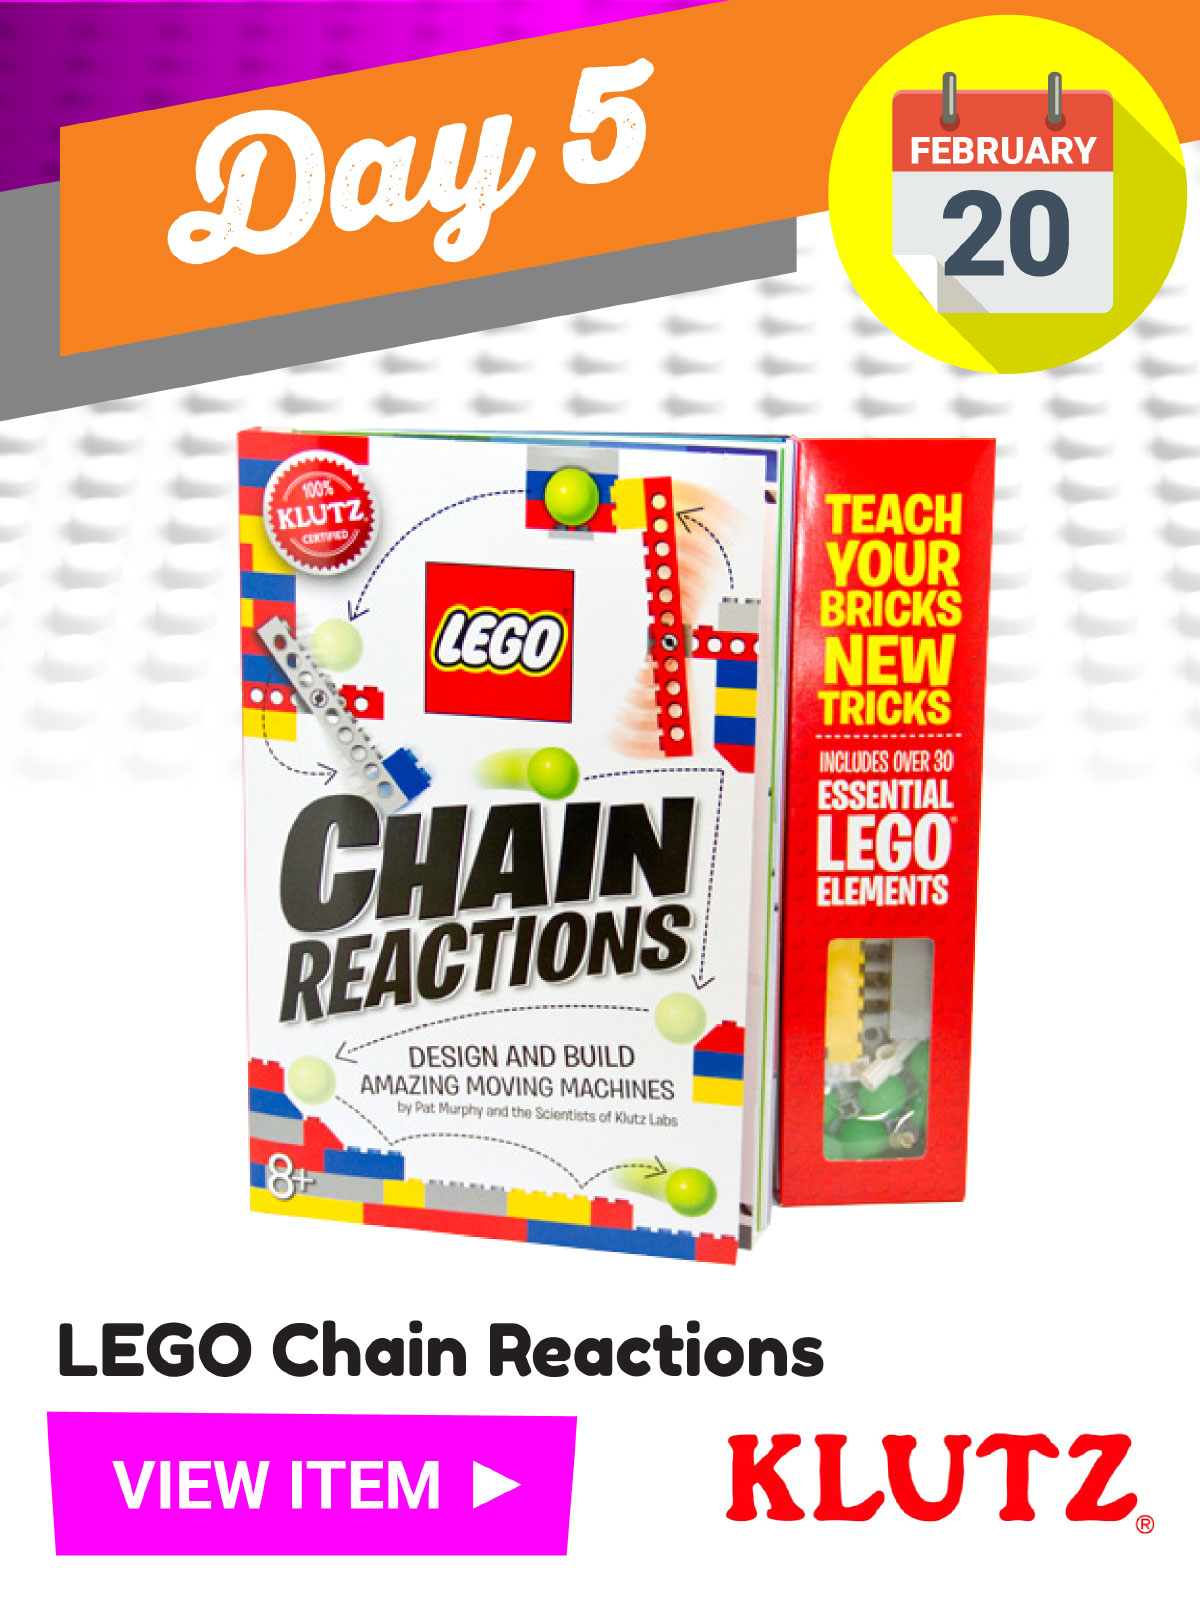 Day 5
FEBRUARY
20
100%
KLUTZ
CERTIFIED
LEGO
CHAIN
REACTIONS
DESIGN AND BUILD
AMAZING MOVING MACHINES
by Pat Murphy and the Scientists of Klutz Labs
8+
TEACH
YOUR
BRICKS
NEW
TRICKS
INCLUDES OVER 30
ESSENTIAL
LEGO®
ELEMENTS
LEGO Chain Reactions
VIEW ITEM
KLUTZ®